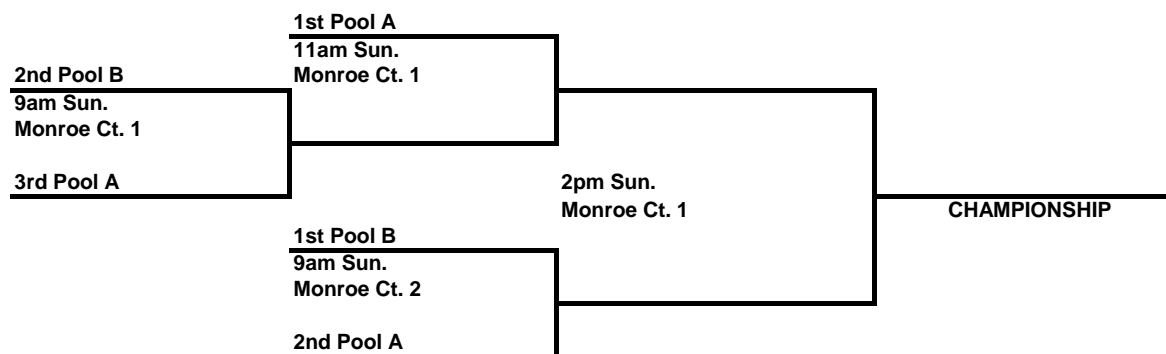 1st Pool A
11am Sun.
Monroe Ct. 1
2nd Pool B
9am Sun.
Monroe Ct. 1
3rd Pool A
2pm Sun.
Monroe Ct. 1
CHAMPIONSHIP
1st Pool B
9am Sun.
Monroe Ct. 2
2nd Pool A